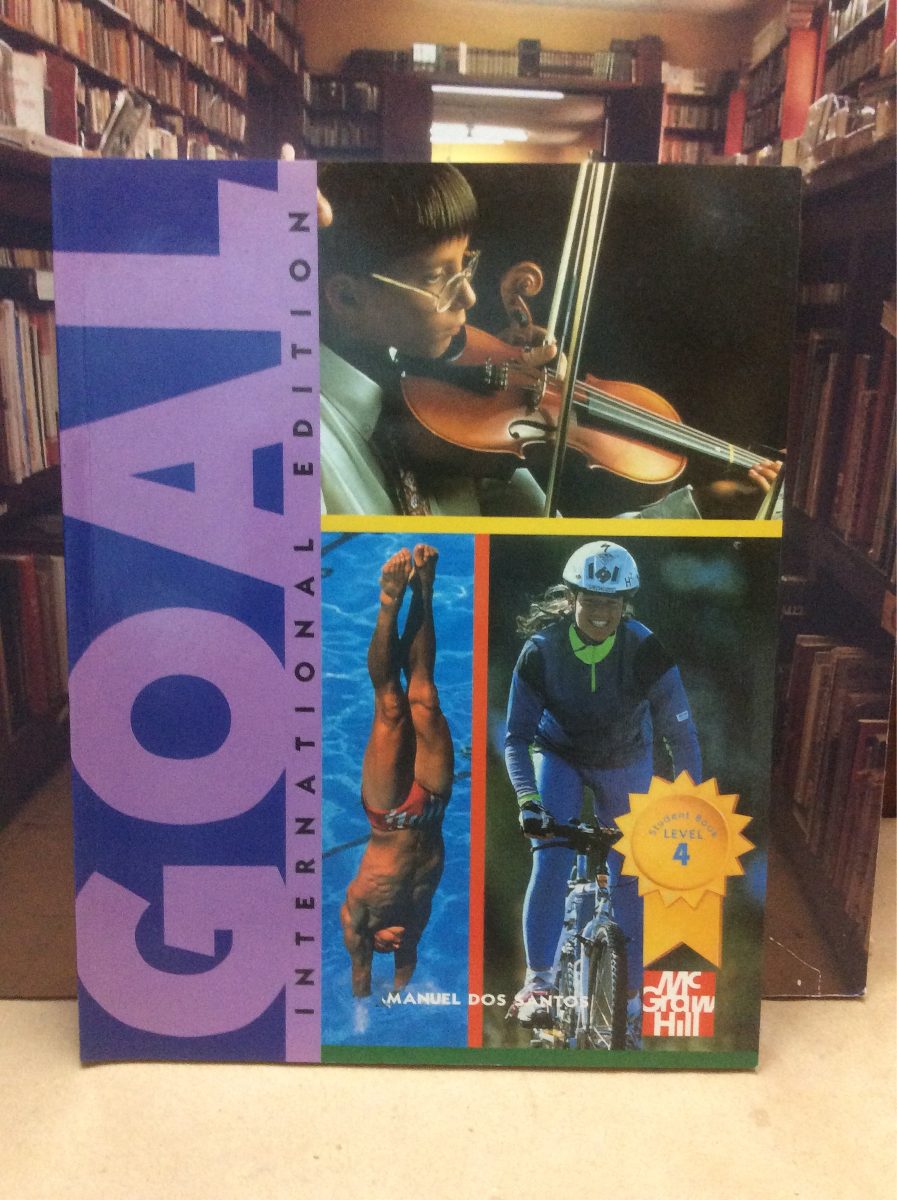 GOAL
INTERNATIONAL EDITION
Student Book
LEVEL
4
MANUEL DOS SANTOS
Mc
Graw
Hill